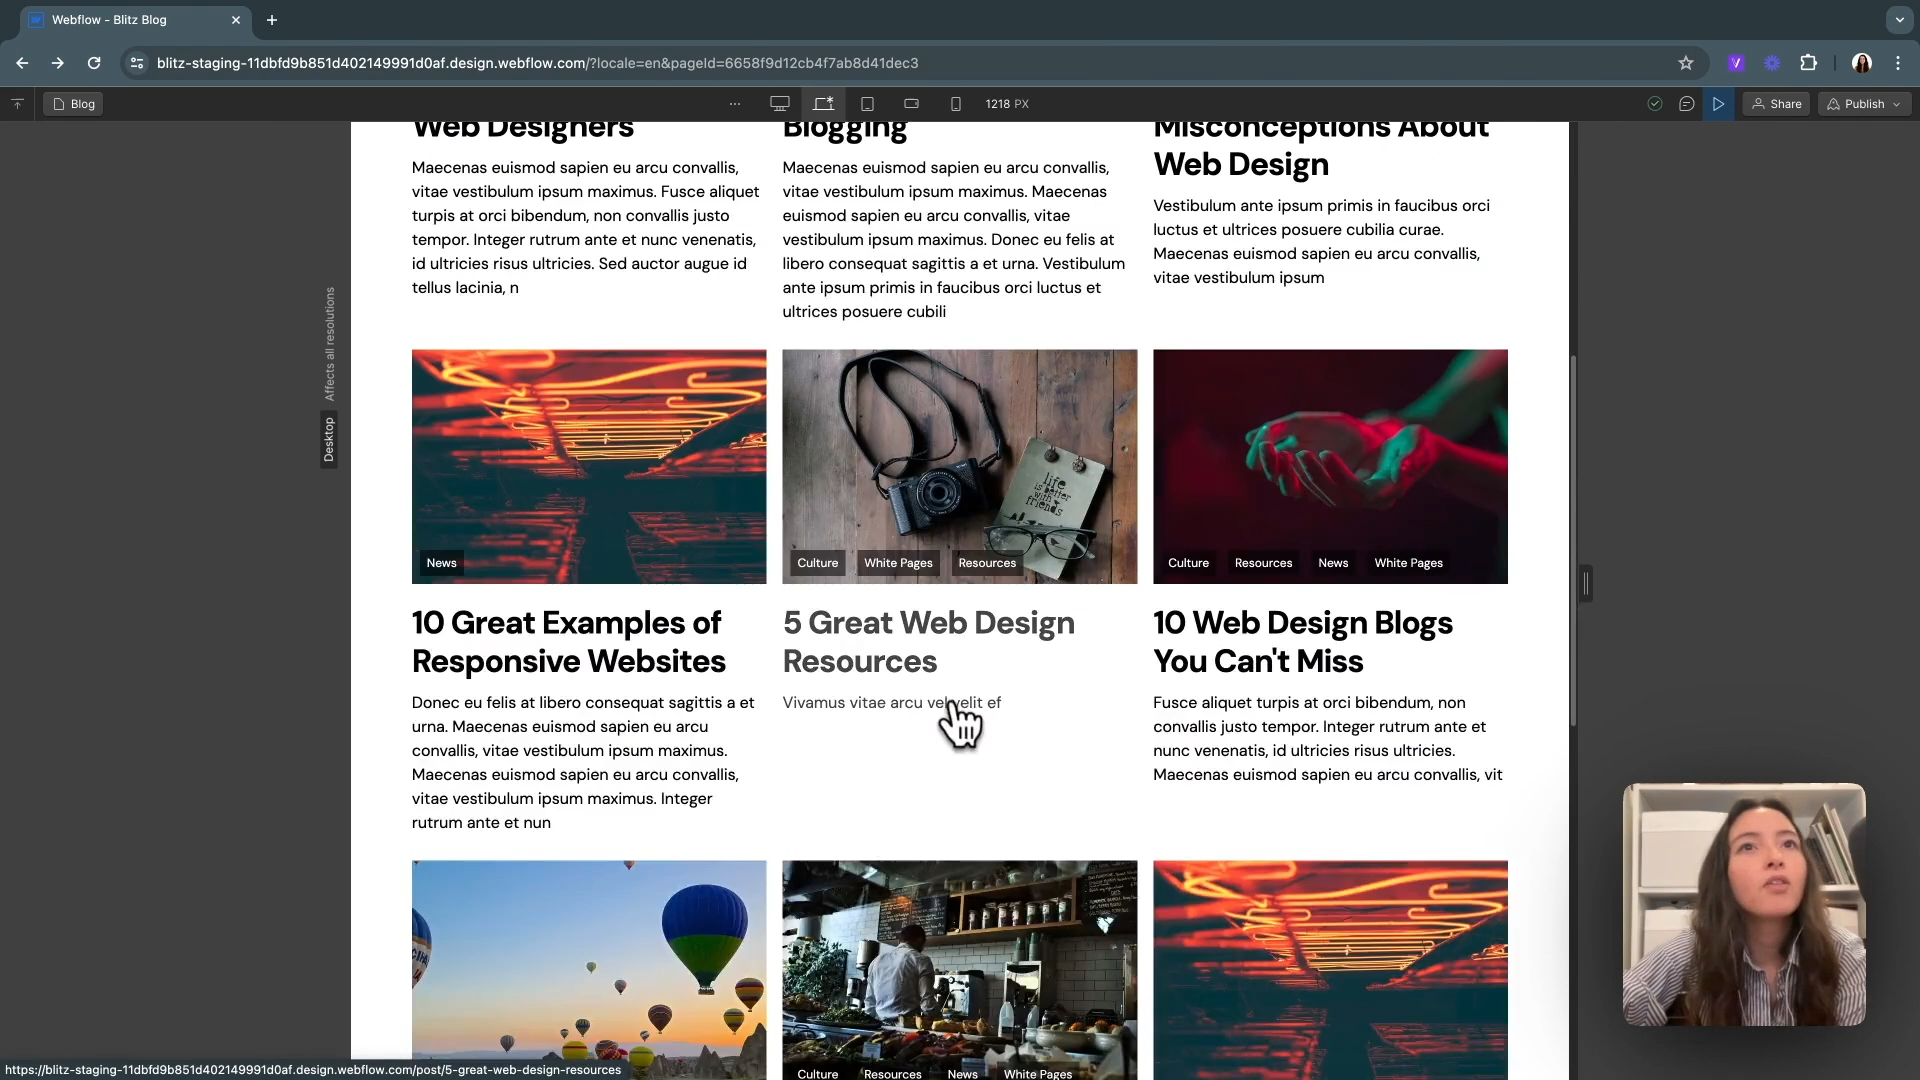 Webflow - Blitz Blog
blitz-staging-11dbfd9b851d402149991d0af.design.webflow.com/?locale=en&pageId=6658f9d12cb4f7ab8d41dec3
V
Blog
1218 PX
Share
Publish
Affects all resolutions
Desktop
Web Designers
Maecenas euismod sapien eu arcu convallis,
vitae vestibulum ipsum maximus. Fusce aliquet
turpis at orci bibendum, non convallis justo
tempor. Integer rutrum ante et nunc venenatis,
id ultricies risus ultricies. Sed auctor augue id
tellus lacinia, n
Blogging
Maecenas euismod sapien eu arcu convallis,
vitae vestibulum ipsum maximus. Maecenas
euismod sapien eu arcu convallis, vitae
vestibulum ipsum maximus. Donec eu felis at
libero consequat sagittis a et urna. Vestibulum
ante ipsum primis in faucibus orci luctus et
ultrices posuere cubili
Misconceptions About
Web Design
Vestibulum ante ipsum primis in faucibus orci
luctus et ultrices posuere cubilia curae.
Maecenas euismod sapien eu arcu convallis,
vitae vestibulum ipsum
News
10 Great Examples of
Responsive Websites
Donec eu felis at libero consequat sagittis a et
urna. Maecenas euismod sapien eu arcu
convallis, vitae vestibulum ipsum maximus.
Maecenas euismod sapien eu arcu convallis,
vitae vestibulum ipsum maximus. Integer
rutrum ante et nun
life
is better
with
friends
Culture White Pages Resources
5 Great Web Design
Resources
Vivamus vitae arcu vel velit ef
Culture Resources News White Pages
10 Web Design Blogs
You Can't Miss
Fusce aliquet turpis at orci bibendum, non
convallis justo tempor. Integer rutrum ante et
nunc venenatis, id ultricies risus ultricies.
Maecenas euismod sapien eu arcu convallis, vit
Culture Resources News White Pages
https://blitz-staging-11dbfd9b851d402149991d0af.design.webflow.com/post/5-great-web-design-resources